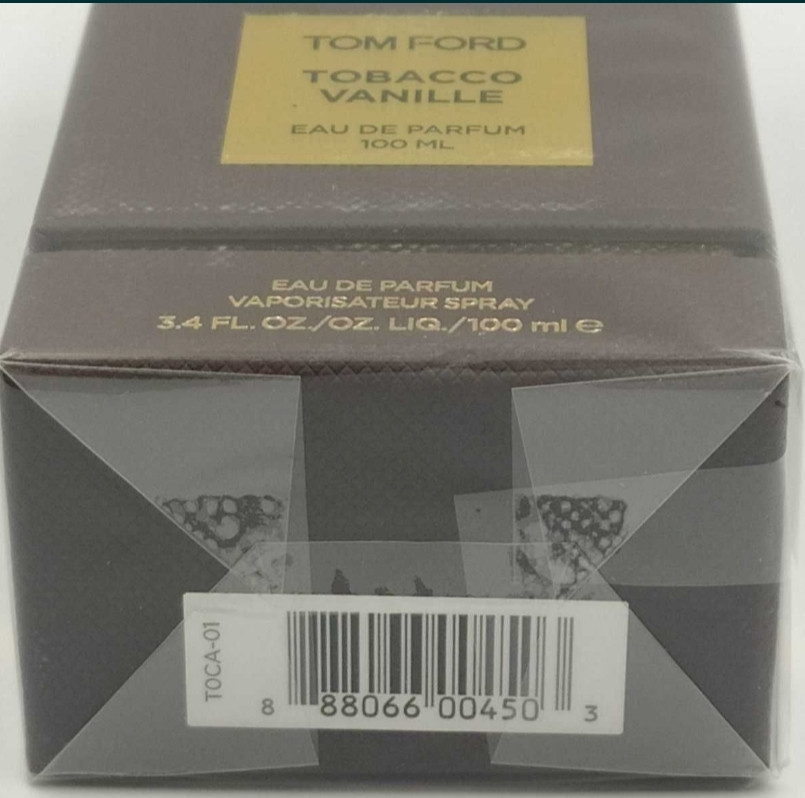 TOM FORD
TOBACCO
VANILLE
EAU DE PARFUM
100 ML
EAU DE PARFUM
VAPORISATEUR SPRAY
3.4 FL. OZ./OZ. LIQ./100 ml ℮
TOCA-01
8 88066 00450 3